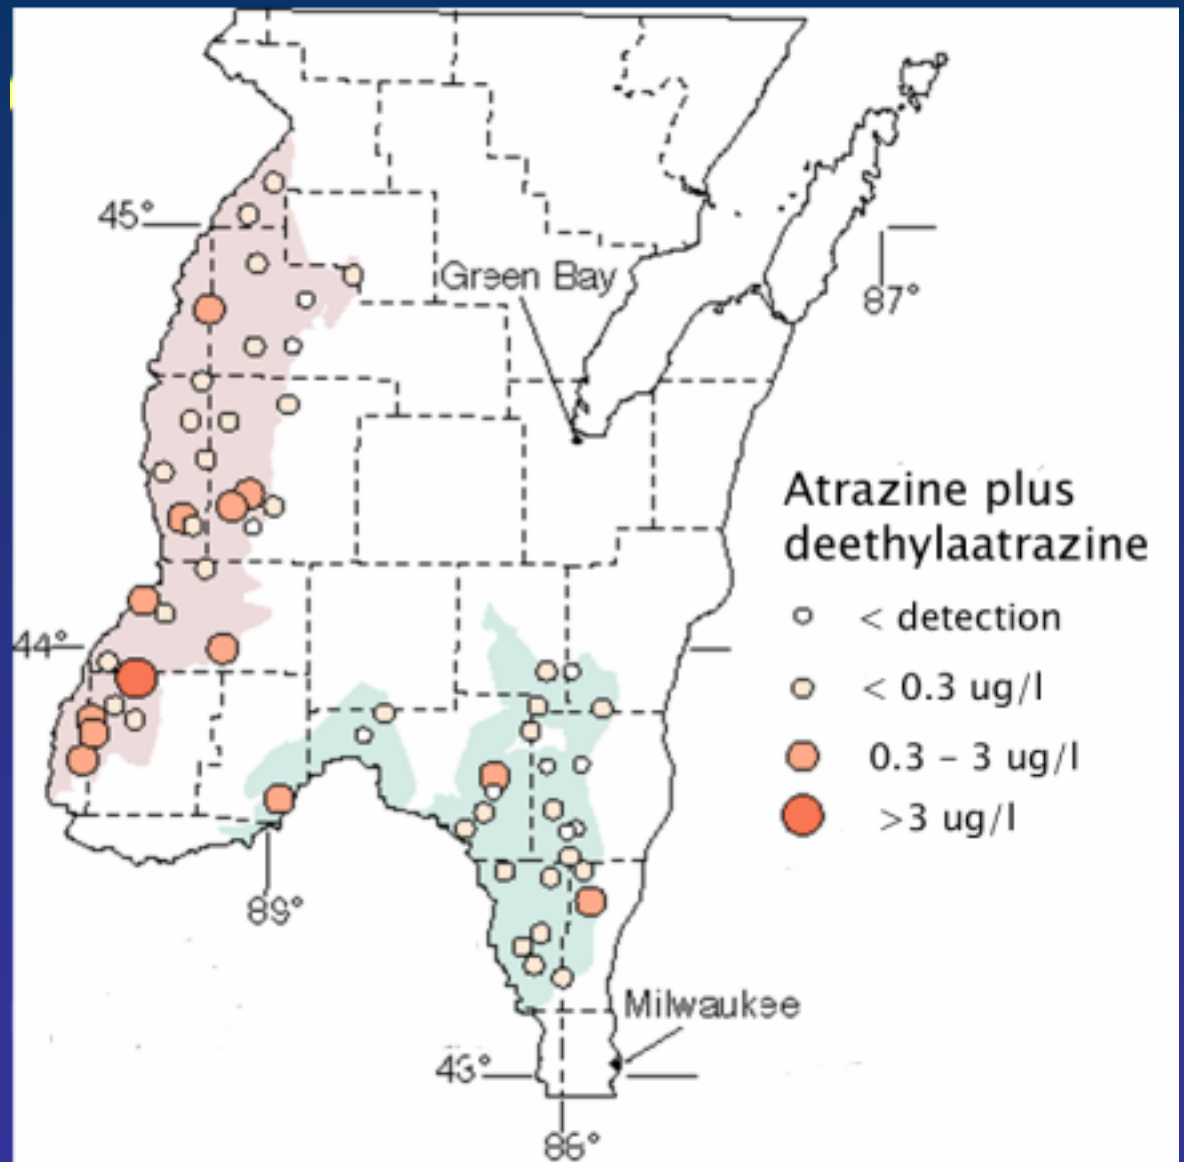 45°
Green Bay
87°
Atrazine plus
deethylaatrazine
< detection
44°
< 0.3 ug/l
0.3 - 3 ug/l
>3 ug/l
89°
Milwaukee
43°
88°